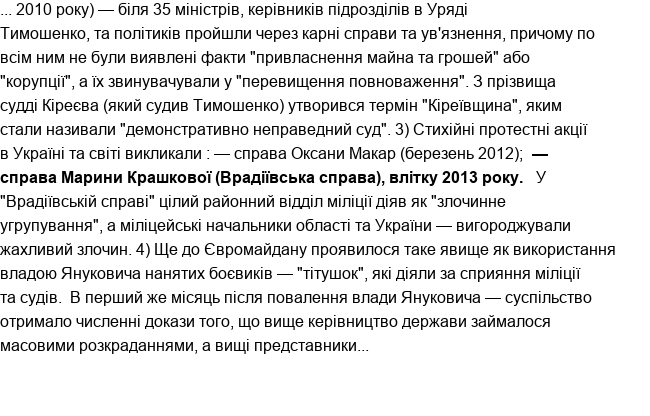 ... 2010 року) — біля 35 міністрів, керівників підрозділів в Уряді
Тимошенко, та політиків пройшли через карні справи та ув'язнення, причому по
всім ним не були виявлені факти "привласнення майна та грошей" або
"корупції", а їх звинувачували у "перевищення повноваження". З прізвища
судді Кіреєва (який судив Тимошенко) утворився термін "Кіреївщина", яким
стали називали "демонстративно неправедний суд". 3) Стихійні протестні акції
в Україні та світі викликали : — справа Оксани Макар (березень 2012);  —
справа Марини Крашкової (Врадіївська справа), влітку 2013 року.   У
"Врадіївській справі" цілий районний відділ міліції діяв як "злочинне
угрупування", а міліцейські начальники області та України — вигороджували
жахливий злочин. 4) Ще до Євромайдану проявилося таке явище як використання
владою Януковича нанятих боєвиків — "тітушок", які діяли за сприяння міліції
та судів.  В перший же місяць після повалення влади Януковича — суспільство
отримало численні докази того, що вище керівництво держави займалося
масовими розкраданнями, а вищі представники...